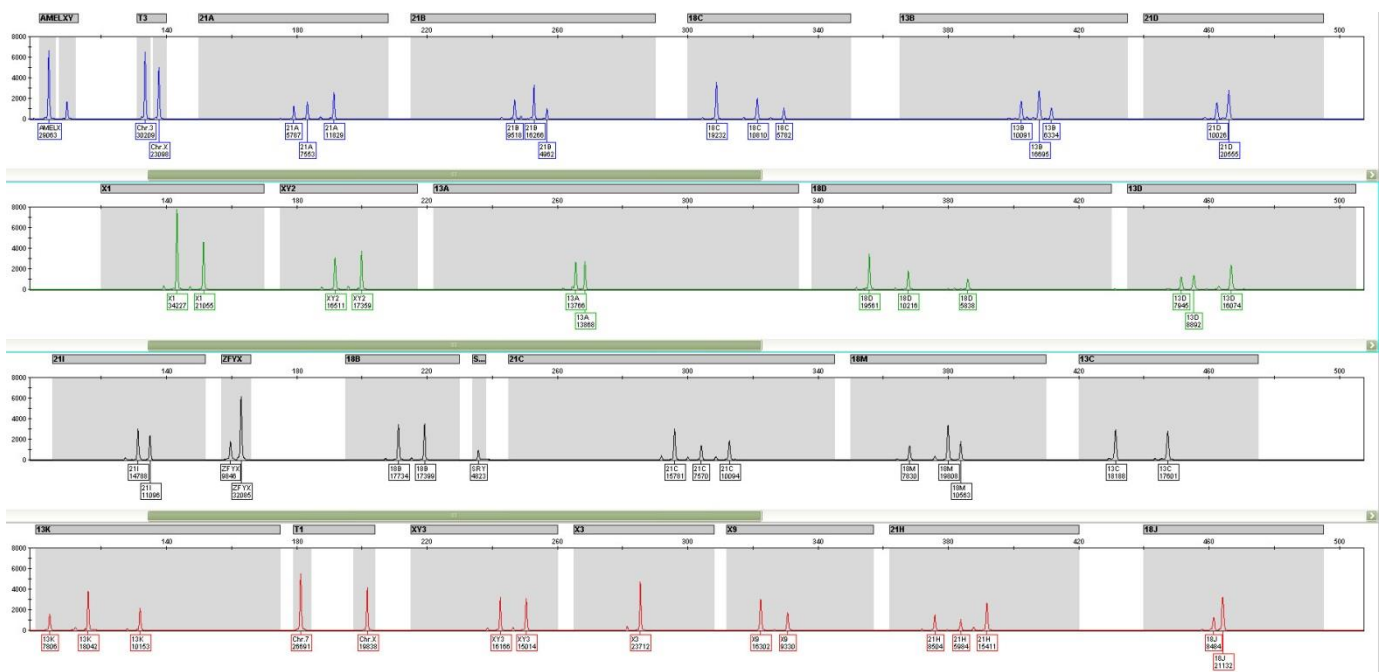 AMELXY T3 21A 21B 18C 13B 21D
140 180 220 260 300 340 380 420 460 500
8000
6000
4000
2000
0
AMELX 29063
Chr.3 30209
Chr.X 23098
21A 5787
21A 7553
21A 11829
21B 9518
21B 16266
21B 4962
18C 19232
18C 10810
18C 5782
13B 10091
13B 16695
13B 6334
21D 10026
21D 20555
X1 XY2 13A 18D 13D
140 180 220 260 300 340 380 420 460 500
8000
6000
4000
2000
0
X1 34227
X1 21055
XY2 16511
XY2 17359
13A 13766
13A 13868
18D 19561
18D 10216
18D 5838
13D 7946
13D 8892
13D 16074
21I ZFYX 18B S... 21C 18M 13C
140 180 220 260 300 340 380 420 460 500
8000
6000
4000
2000
0
21I 14788
21I 11096
ZFYX 9846
ZFYX 32085
18B 17734
18B 17399
SRY 4823
21C 15781
21C 7570
21C 10094
18M 7830
18M 19808
18M 10563
13C 18188
13C 17601
13K T1 XY3 X3 X9 21H 18J
140 180 220 260 300 340 380 420 460 500
8000
6000
4000
2000
0
13K 7806
13K 18042
13K 10153
Chr.7 26691
Chr.X 19838
XY3 16166
XY3 15014
X3 23712
X9 16302
X9 9330
21H 8504
21H 5984
21H 15411
18J 8484
18J 21132